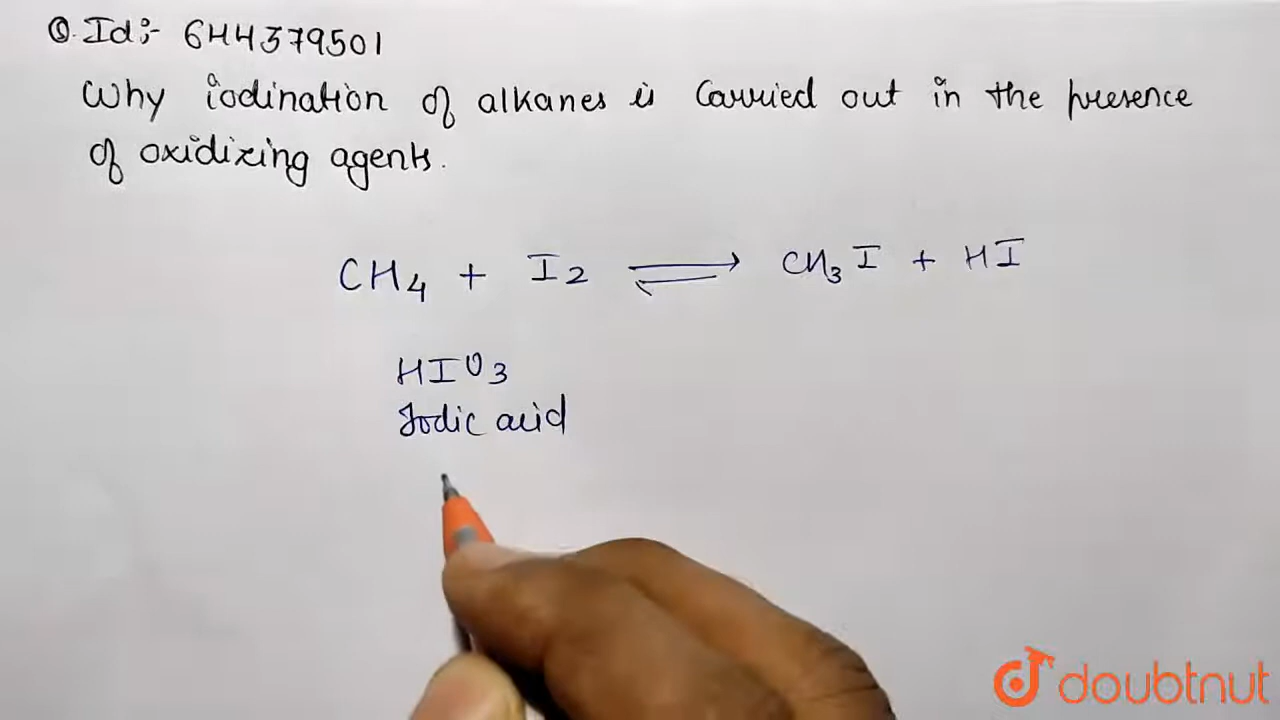 Q. Id:- 644379501
Why iodination of alkanes is Carried out in the presence
of oxidizing agents.
CH4 + I2 ⇌ CH3I + HI
HIO3
Iodic acid
doubtnut